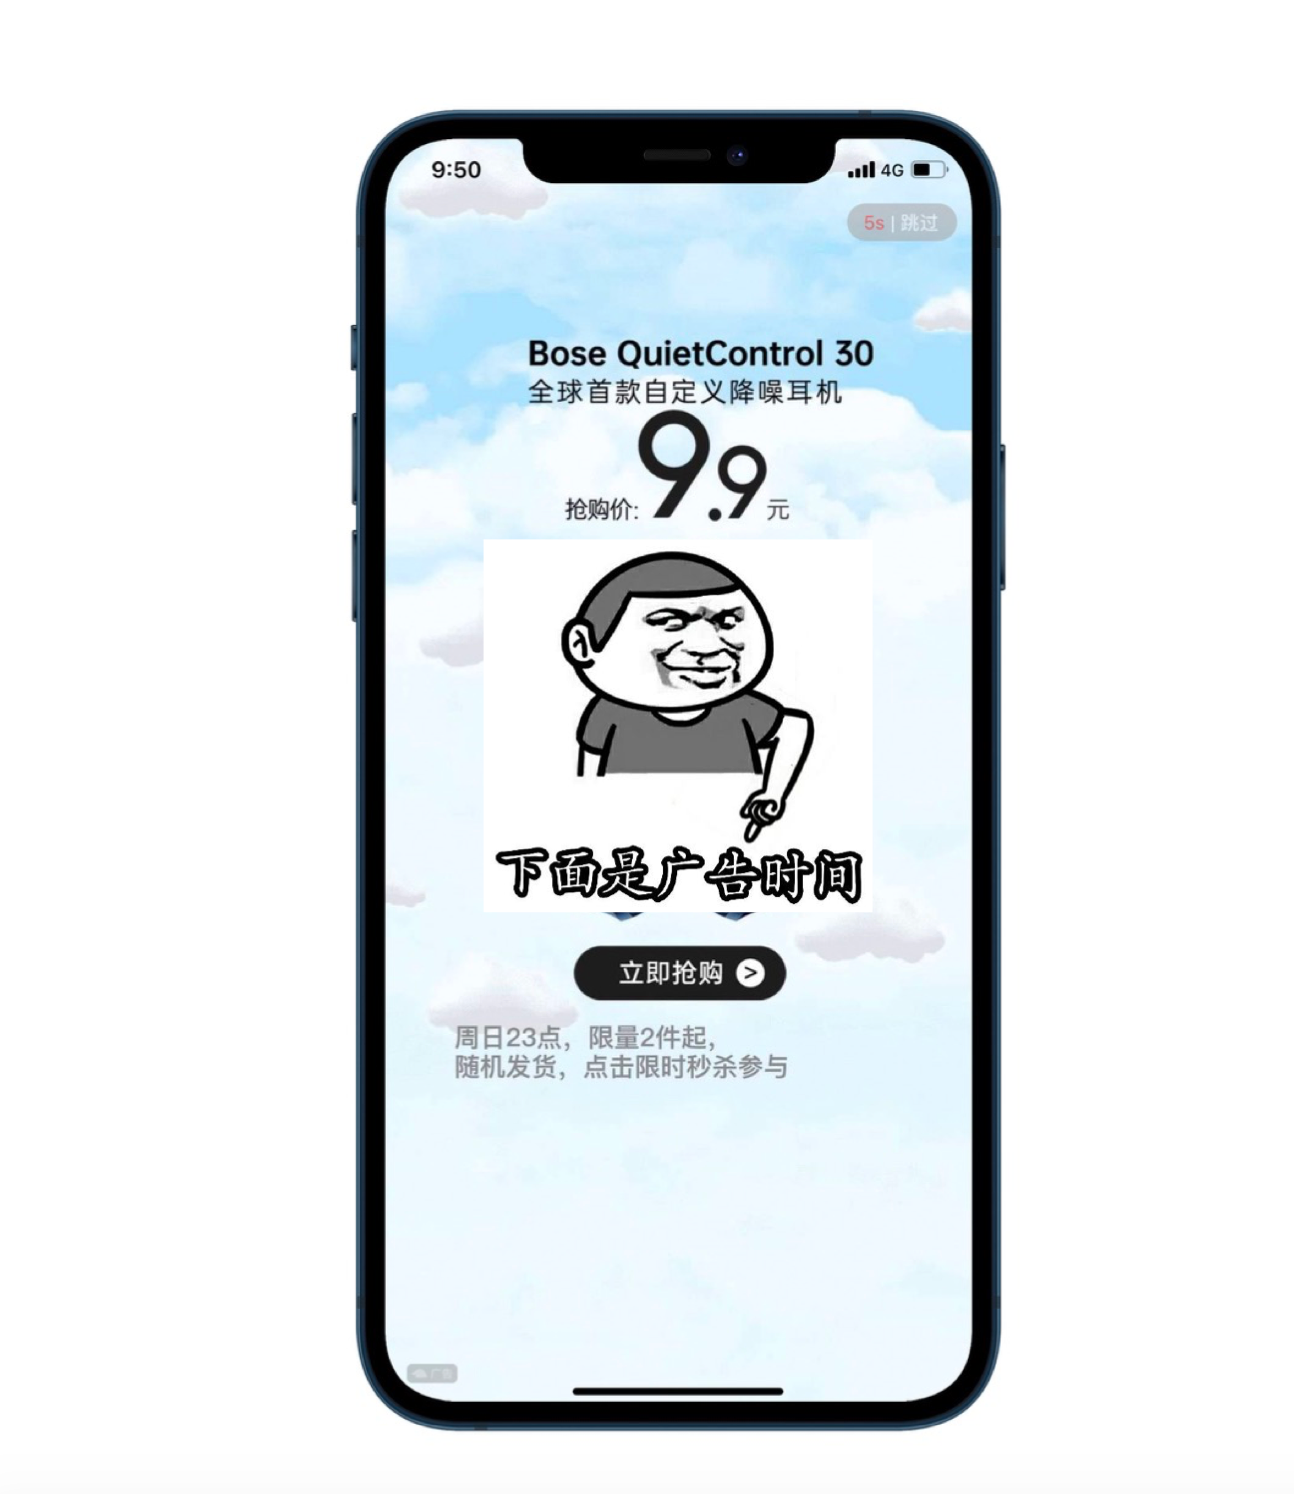 9:50
4G
5s | 跳过
Bose QuietControl 30
全球首款自定义降噪耳机
抢购价: 9.9元
下面是广告时间
立即抢购 >
周日23点，限量2件起，
随机发货，点击限时秒杀参与
广告